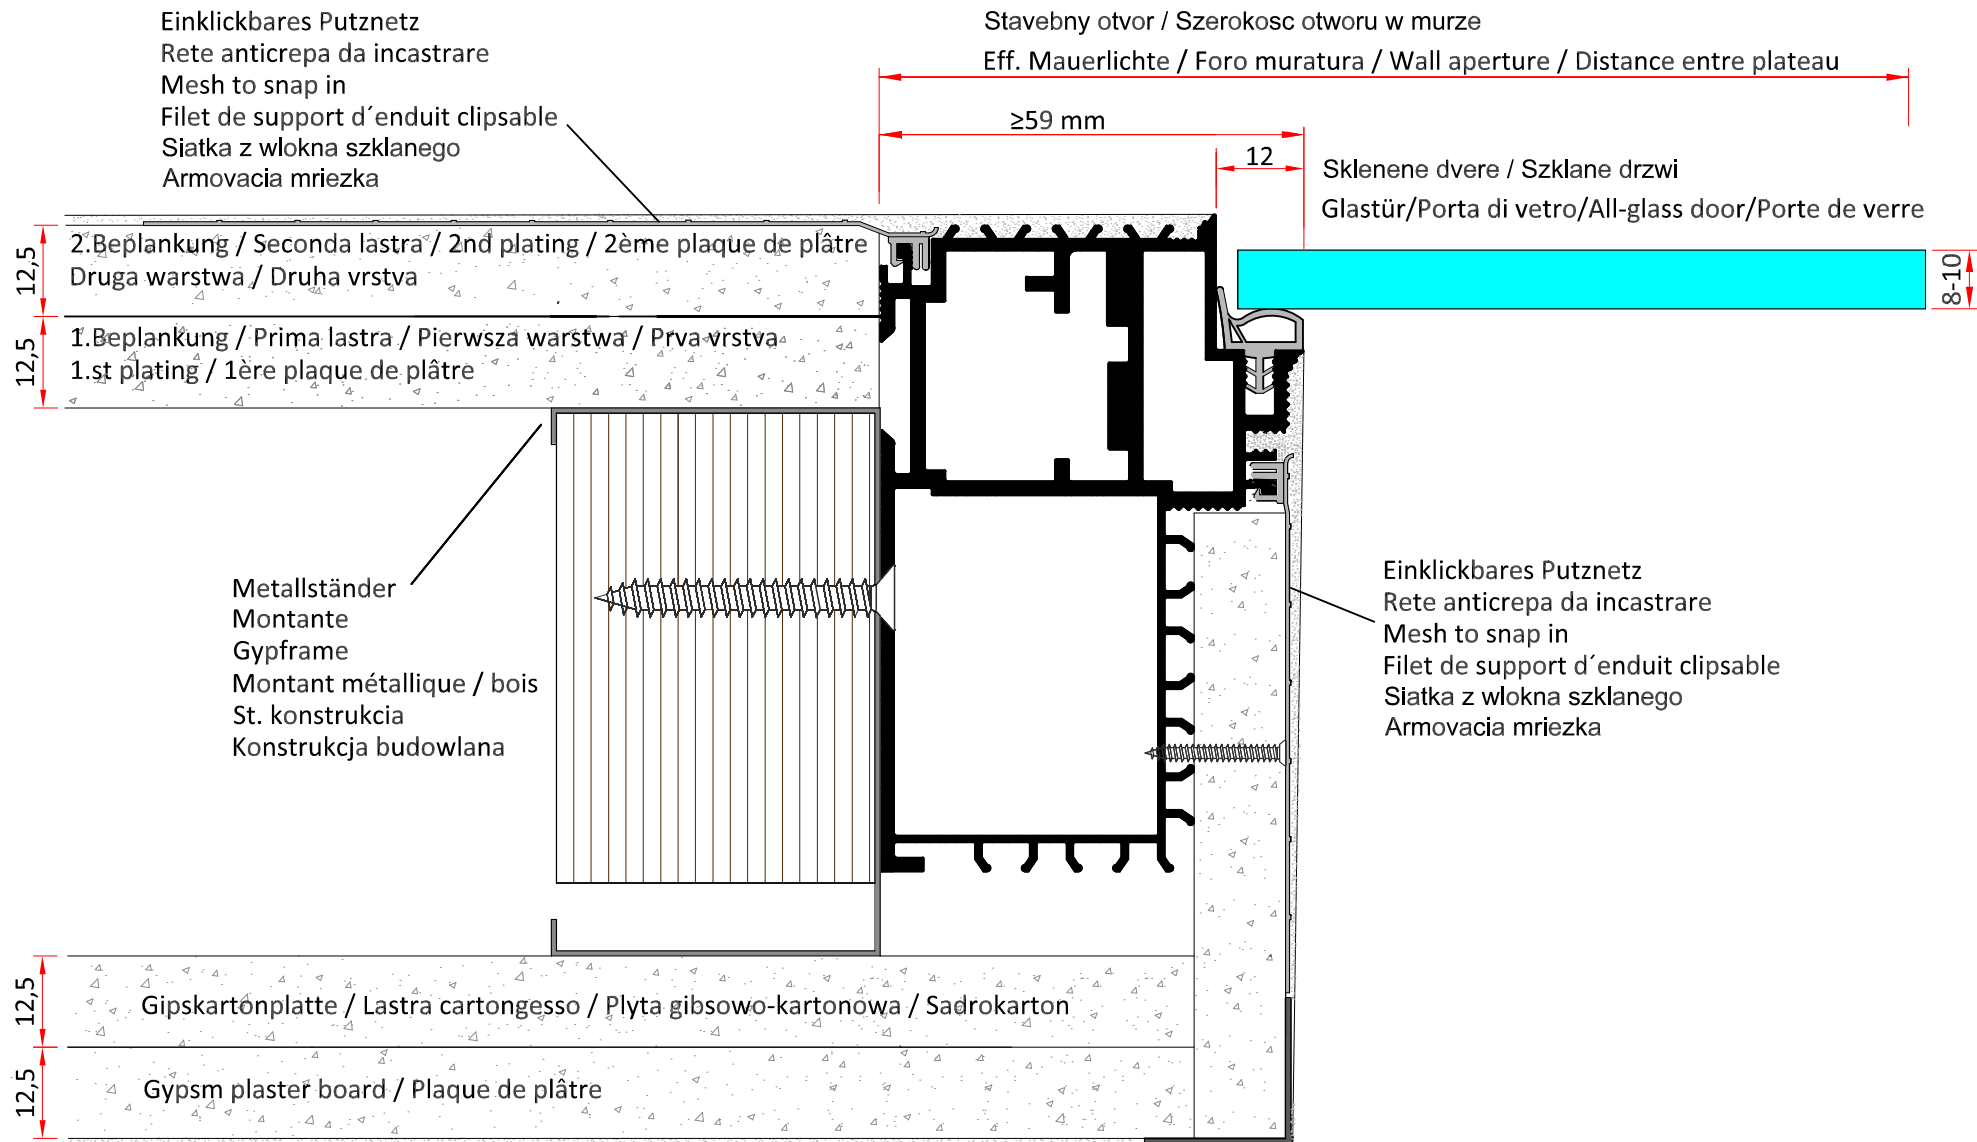 Einklickbares Putznetz
Rete anticrepa da incastrare
Mesh to snap in
Filet de support d´enduit clipsable
Siatka z wlokna szklanego
Armovacia mriezka
Stavebny otvor / Szerokosc otworu w murze
Eff. Mauerlichte / Foro muratura / Wall aperture / Distance entre plateau
≥59 mm
12
Sklenene dvere / Szklane drzwi
Glastür/Porta di vetro/All-glass door/Porte de verre
8-10
12,5
2.Beplankung / Seconda lastra / 2nd plating / 2ème plaque de plâtre
Druga warstwa / Druha vrstva
12,5
1.Beplankung / Prima lastra / Pierwsza warstwa / Prva vrstva
1.st plating / 1ère plaque de plâtre
Metallständer
Montante
Gypframe
Montant métallique / bois
St. konstrukcia
Konstrukcja budowlana
Einklickbares Putznetz
Rete anticrepa da incastrare
Mesh to snap in
Filet de support d´enduit clipsable
Siatka z wlokna szklanego
Armovacia mriezka
12,5
Gipskartonplatte / Lastra cartongesso / Plyta gibsowo-kartonowa / Sadrokarton
12,5
Gypsm plaster board / Plaque de plâtre